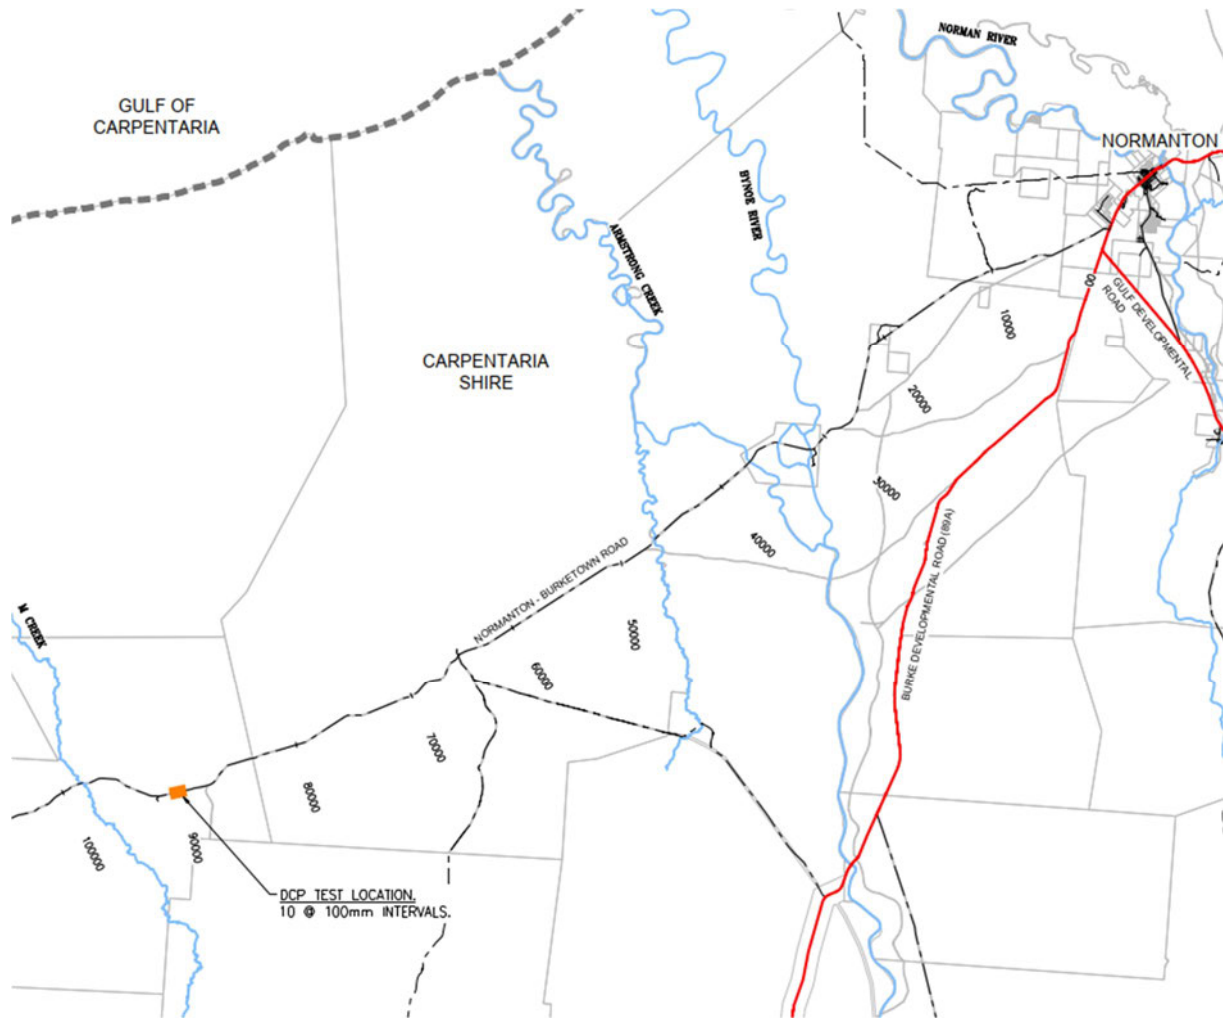 NORMAN RIVER
GULF OF
CARPENTARIA
NORMANTON
BYNOE RIVER
ARMSTRONG CREEK
00
GULF DEVELOPMENTAL
ROAD
10000
CARPENTARIA
SHIRE
20000
30000
40000
BURKE DEVELOPMENTAL ROAD (89A)
NORMANTON - BURKETOWN ROAD
50000
60000
M CREEK
70000
80000
90000
100000
DCP TEST LOCATION.
10 @ 100mm INTERVALS.